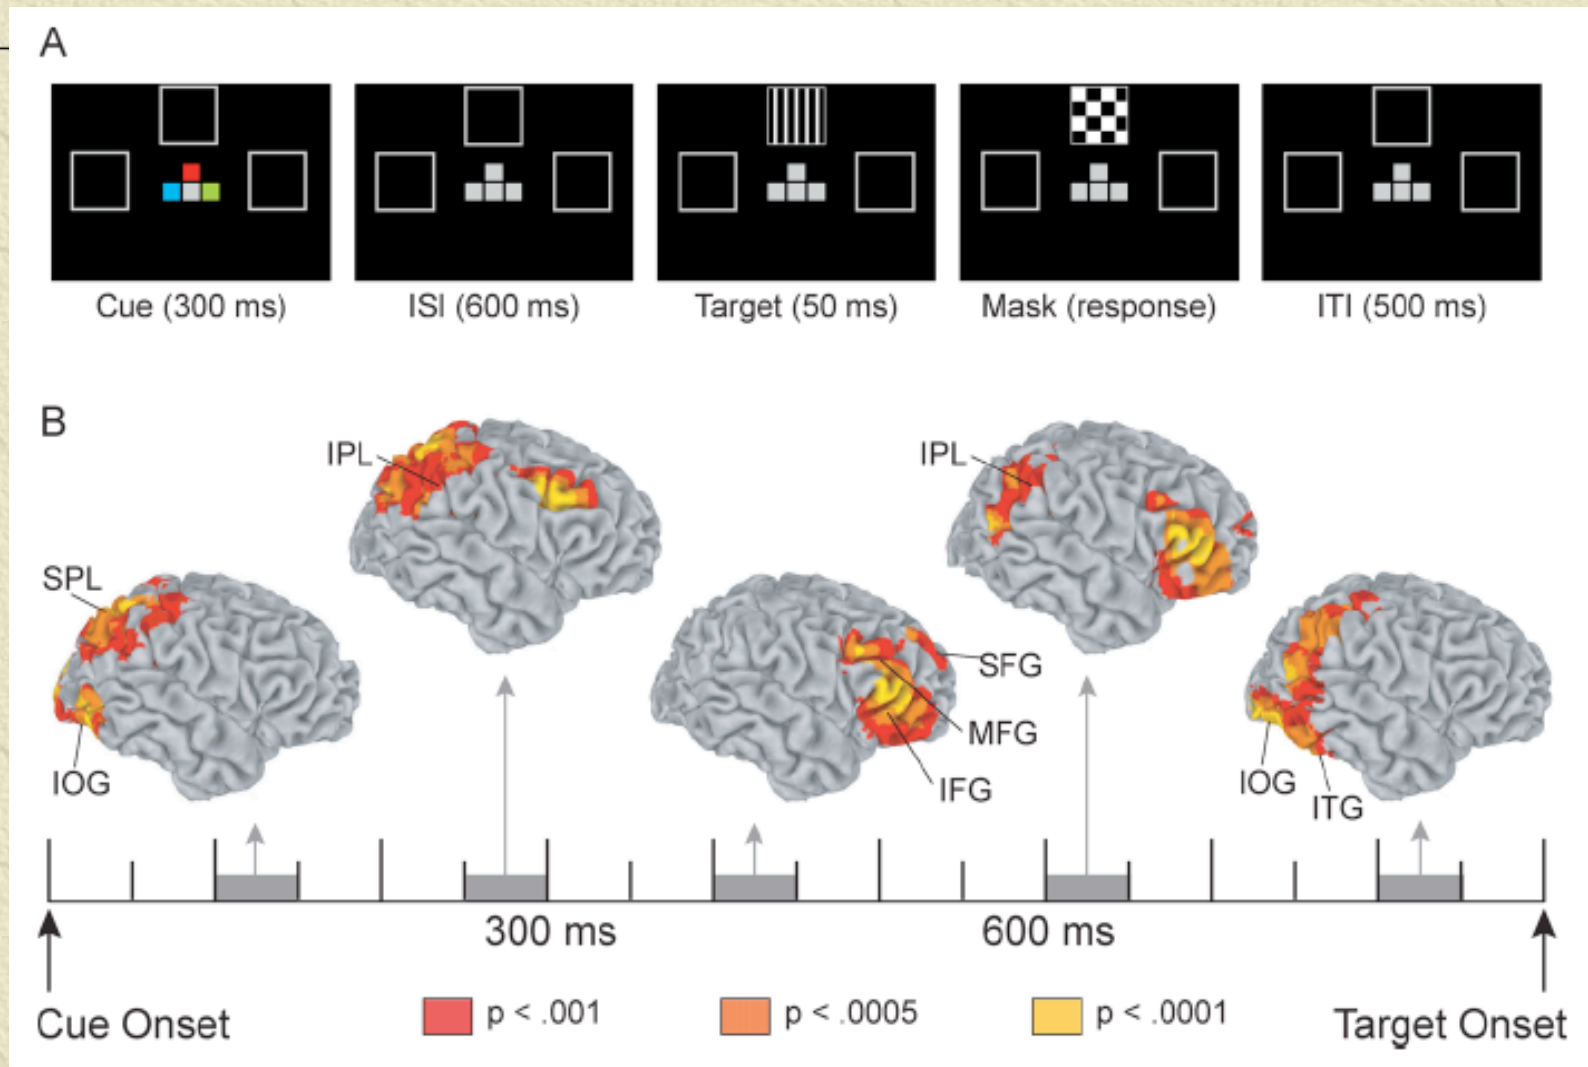 A
Cue (300 ms)
ISI (600 ms)
Target (50 ms)
Mask (response)
ITI (500 ms)
B
IPL
IPL
SPL
SFG
MFG
IOG
IFG
IOG
ITG
300 ms
600 ms
Cue Onset
p < .001
p < .0005
p < .0001
Target Onset